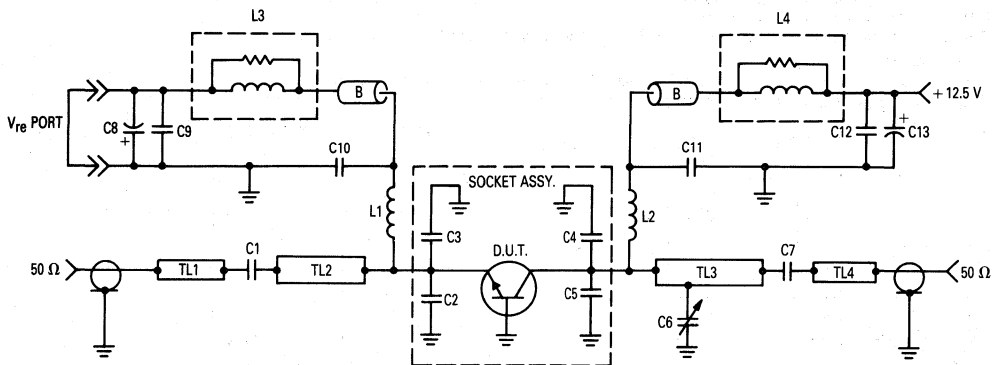 L3
L4
B
B
+ 12.5 V
Vre PORT
C8
+
C9
C12
+
C13
C10
C11
SOCKET ASSY.
L1
L2
C3
C4
D.U.T.
50 Ω
C1
TL1
TL2
C2
C5
TL3
C7
TL4
50 Ω
C6